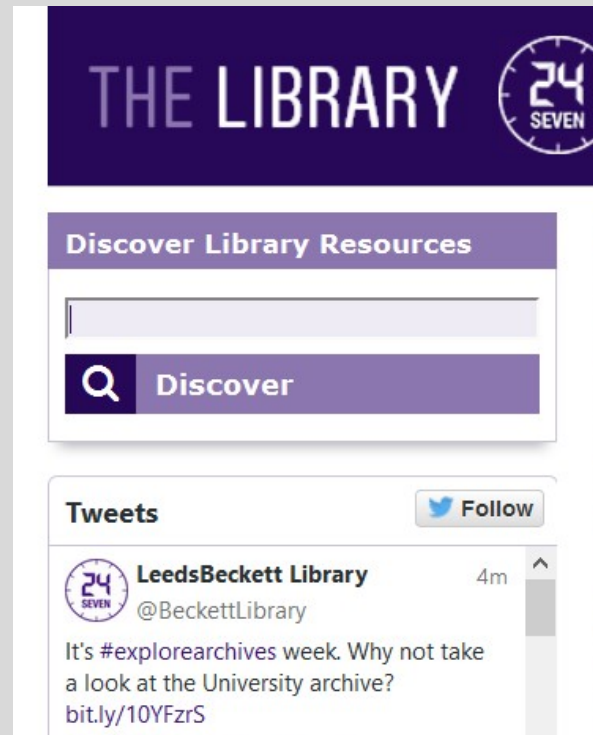 THE LIBRARY 24 SEVEN
Discover Library Resources
Discover
Tweets Follow
24 SEVEN LeedsBeckett Library 4m
@BeckettLibrary
It's #explorearchives week. Why not take
a look at the University archive?
bit.ly/10YFzrS